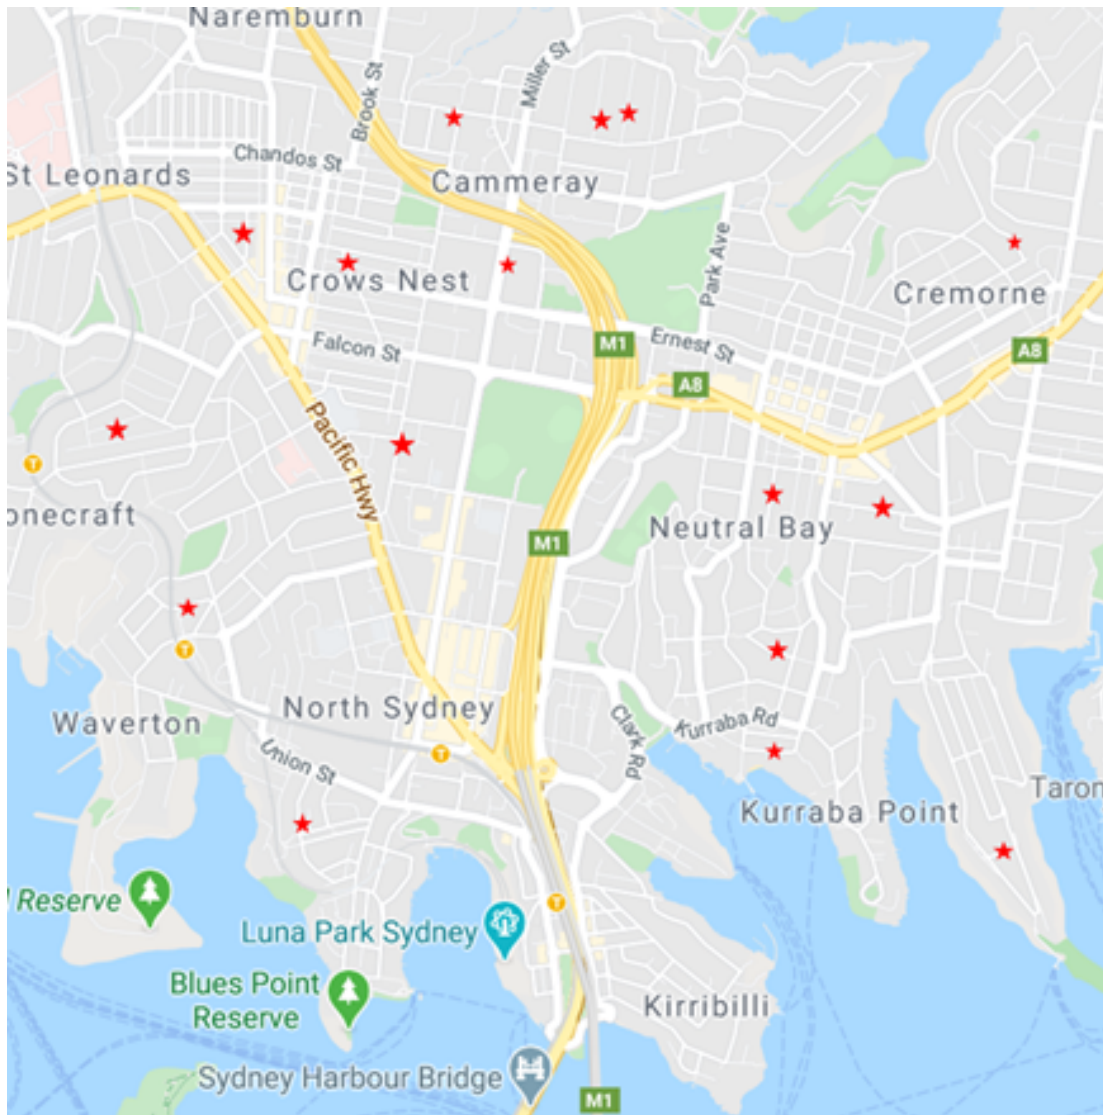 Naremburn
Miller St
Brook St
Chandos St
St Leonards
Cammeray
Park Ave
Crows Nest
Cremorne
Falcon St
M1
Ernest St
A8
A8
Pacific Hwy
onecraft
T
M1
Neutral Bay
T
North Sydney
Waverton
T
Union St
Clark Rd
Kurraba Rd
Taron
Kurraba Point
l Reserve
T
Luna Park Sydney
Blues Point
Reserve
Kirribilli
Sydney Harbour Bridge
M1